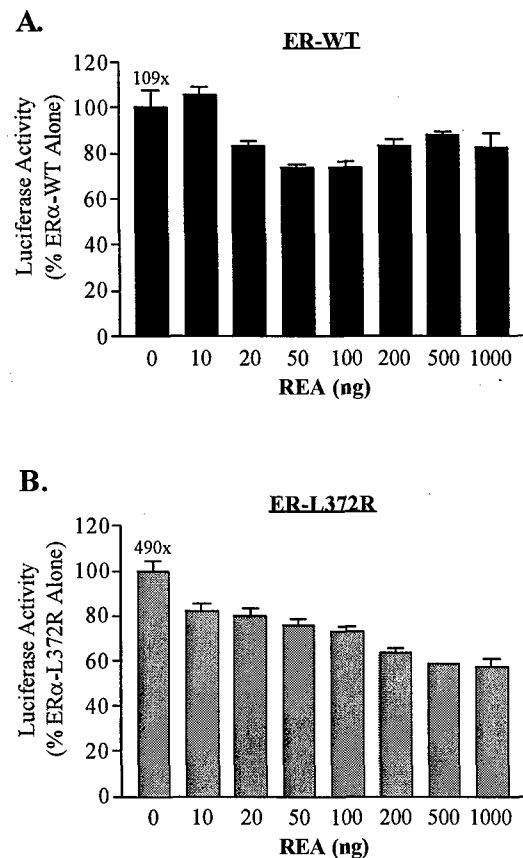 A.
ER-WT
Luciferase Activity
(% ERα-WT Alone)
120
100
80
60
40
20
0
109x
0 10 20 50 100 200 500 1000
REA (ng)
B.
ER-L372R
Luciferase Activity
(% ERα-L372R Alone)
120
100
80
60
40
20
0
490x
0 10 20 50 100 200 500 1000
REA (ng)